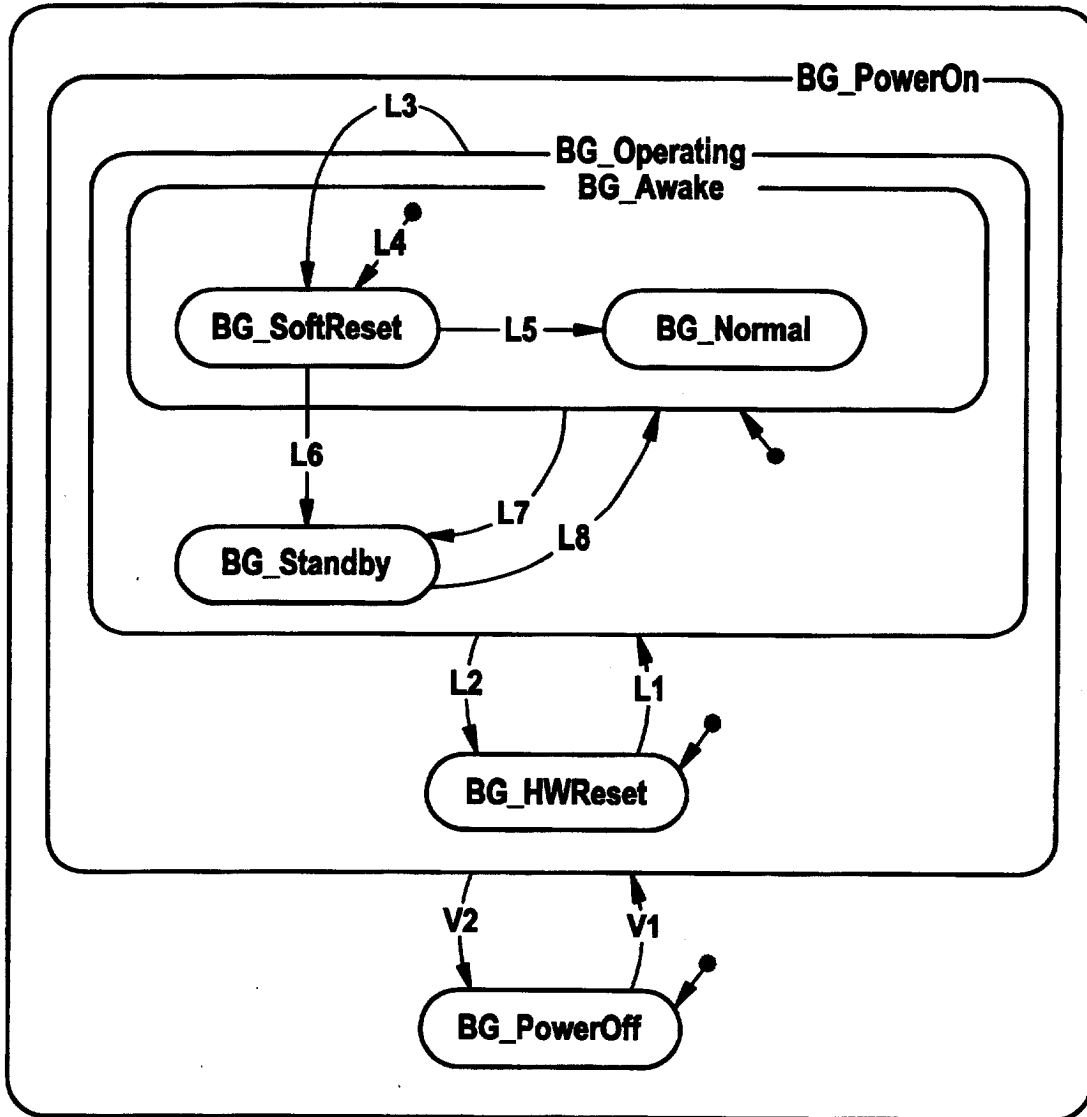 BG_PowerOn
L3
BG_Operating
BG_Awake
L4
BG_SoftReset
L5
BG_Normal
L6
L7
L8
BG_Standby
L2
L1
BG_HWReset
V2
V1
BG_PowerOff